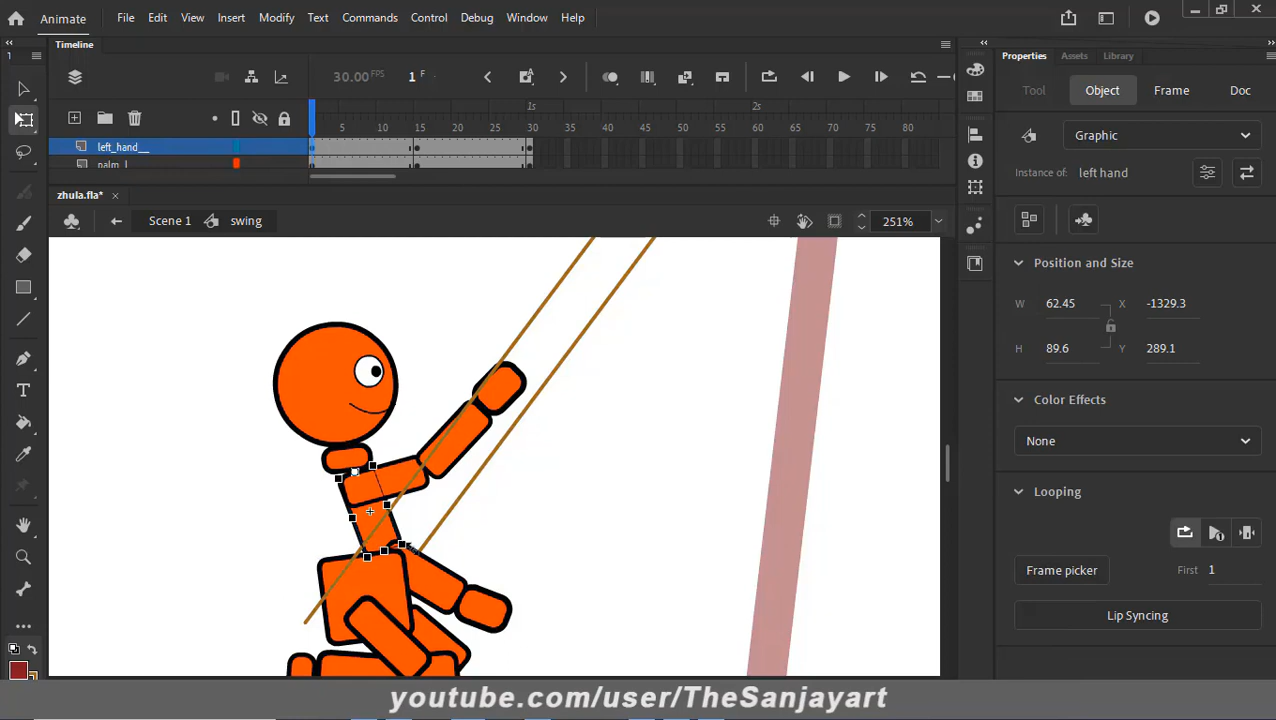 Animate File Edit View Insert Modify Text Commands Control Debug Window Help
Timeline
Properties Assets Library
30.00 FPS 1 F
Tool Object Frame Doc
1s 2s
5 10 15 20 25 30 35 40 45 50 55 60 65 70 75 80
left_hand__
Graphic
palm_l
Instance of: left hand
zhula.fla* ×
Scene 1 swing 251%
Position and Size
W 62.45 X -1329.3
H 89.6 Y 289.1
Color Effects
None
Looping
Frame picker First 1
Lip Syncing
youtube.com/user/TheSanjayart